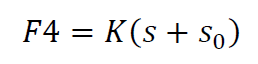 F4 = K(s + s₀)